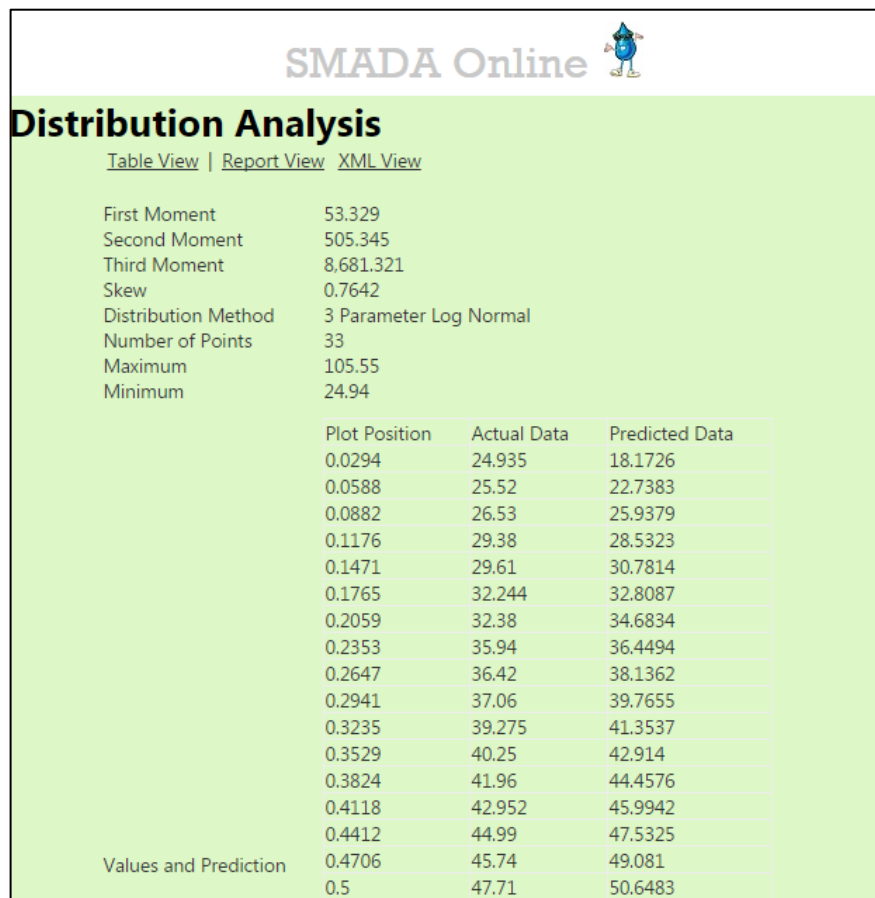 SMADA Online
Distribution Analysis
Table View | Report View XML View
First Moment 53.329
Second Moment 505.345
Third Moment 8,681.321
Skew 0.7642
Distribution Method 3 Parameter Log Normal
Number of Points 33
Maximum 105.55
Minimum 24.94
Plot Position Actual Data Predicted Data
0.0294 24.935 18.1726
0.0588 25.52 22.7383
0.0882 26.53 25.9379
0.1176 29.38 28.5323
0.1471 29.61 30.7814
0.1765 32.244 32.8087
0.2059 32.38 34.6834
0.2353 35.94 36.4494
0.2647 36.42 38.1362
0.2941 37.06 39.7655
0.3235 39.275 41.3537
0.3529 40.25 42.914
0.3824 41.96 44.4576
0.4118 42.952 45.9942
0.4412 44.99 47.5325
Values and Prediction 0.4706 45.74 49.081
0.5 47.71 50.6483